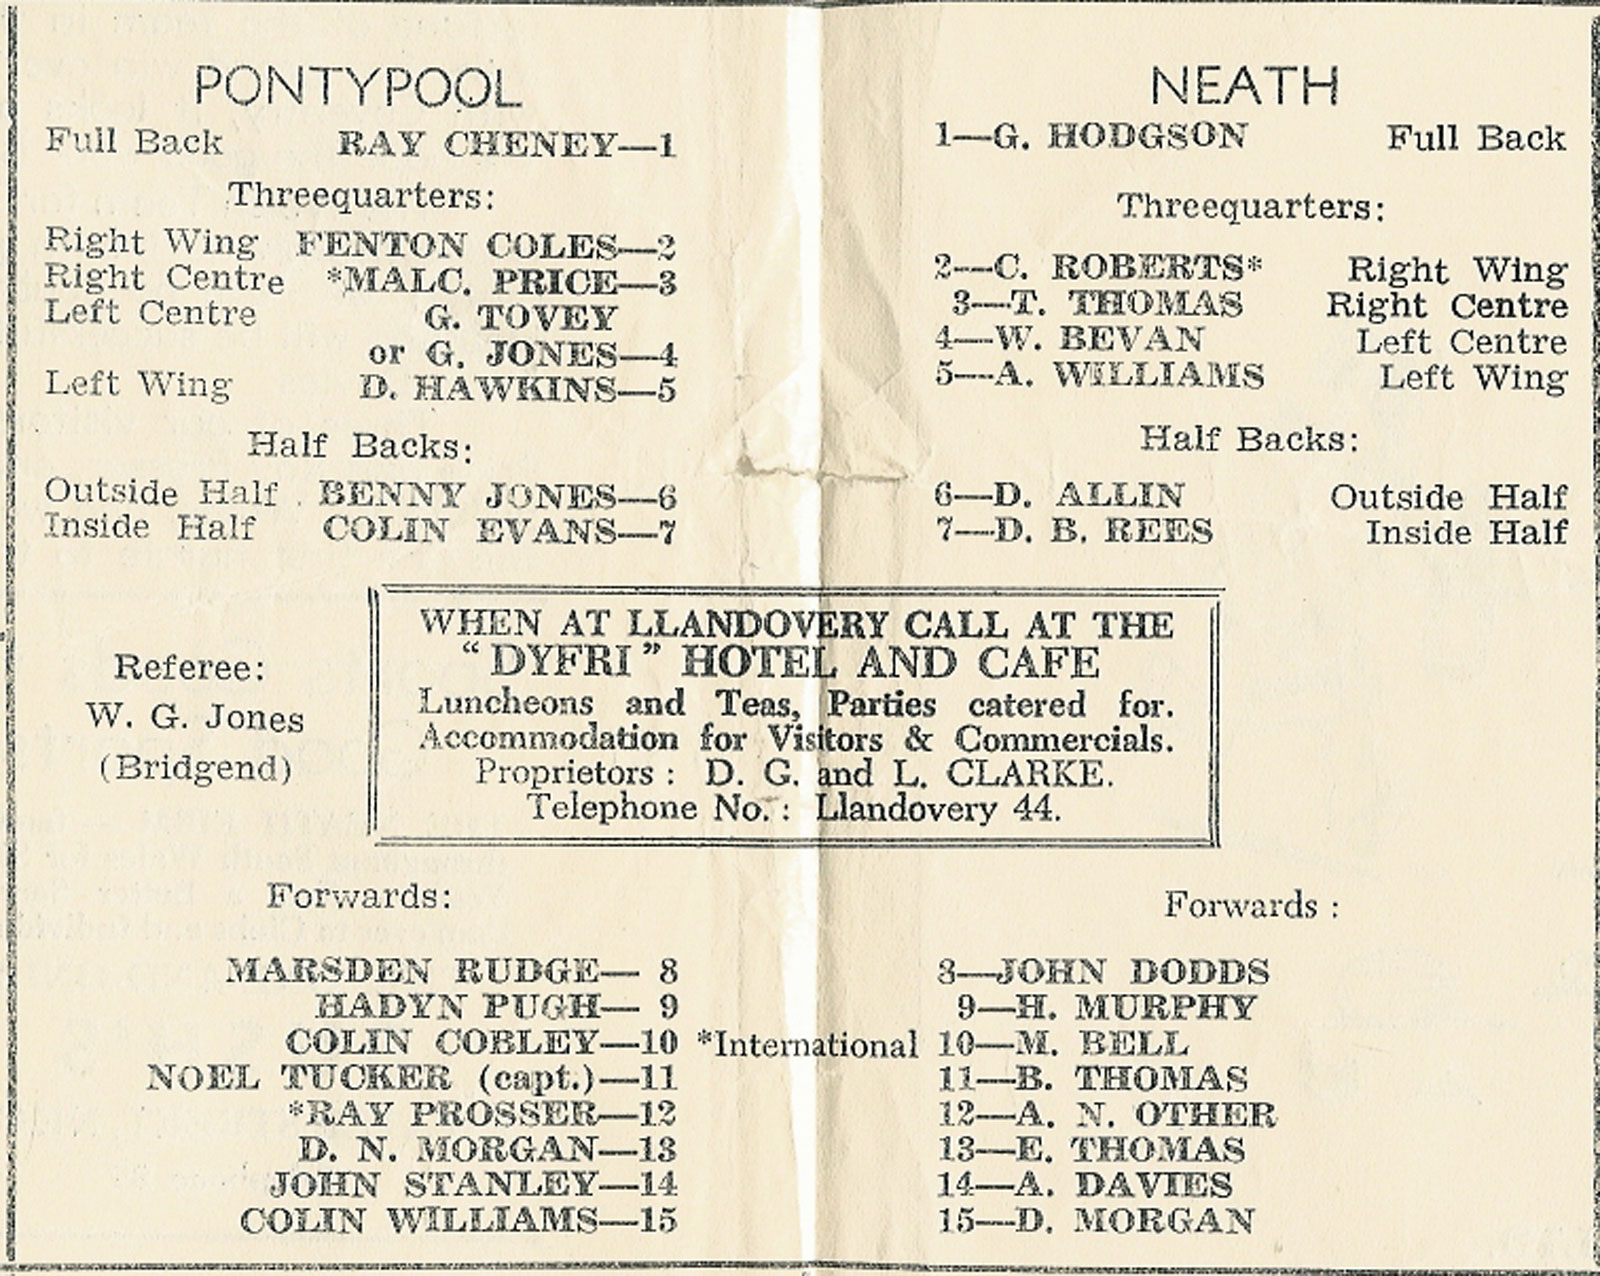 PONTYPOOL
Full Back RAY CHENEY—1
Threequarters:
Right Wing FENTON COLES—2
Right Centre *MALC. PRICE—3
Left Centre G. TOVEY
or G. JONES—4
Left Wing D. HAWKINS—5
Half Backs:
Outside Half BENNY JONES—6
Inside Half COLIN EVANS—7
NEATH
1—G. HODGSON Full Back
Threequarters:
2—C. ROBERTS* Right Wing
3—T. THOMAS Right Centre
4—W. BEVAN Left Centre
5—A. WILLIAMS Left Wing
Half Backs:
6—D. ALLIN Outside Half
7—D. B. REES Inside Half
Referee:
W. G. Jones
(Bridgend)
WHEN AT LLANDOVERY CALL AT THE
"DYFRI" HOTEL AND CAFE
Luncheons and Teas, Parties catered for.
Accommodation for Visitors & Commercials.
Proprietors : D. G. and L. CLARKE.
Telephone No. : Llandovery 44.
Forwards:
MARSDEN RUDGE— 8
HADYN PUGH— 9
COLIN COBLEY—10
NOEL TUCKER (capt.)—11
*RAY PROSSER—12
D. N. MORGAN—13
JOHN STANLEY—14
COLIN WILLIAMS—15
*International
Forwards :
8—JOHN DODDS
9—H. MURPHY
10—M. BELL
11—B. THOMAS
12—A. N. OTHER
13—E. THOMAS
14—A. DAVIES
15—D. MORGAN